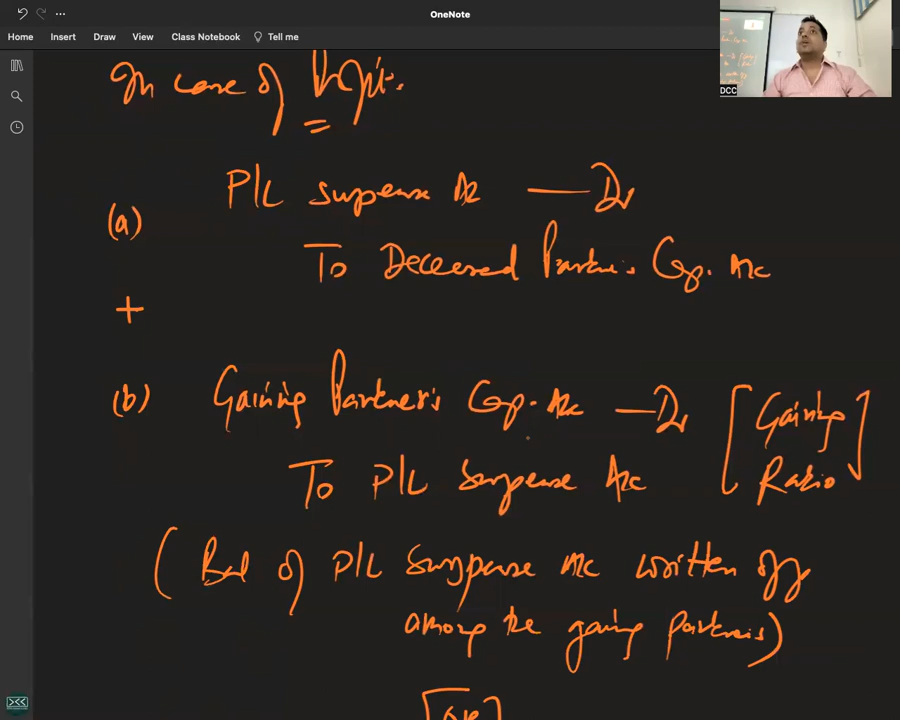 OneNote
Home Insert Draw View Class Notebook Tell me
DCC
In case of Profit.
(a) P/L suspense A/c — Dr
To Deceased Partner's Cap. A/c
+
(b) Gaining Partner's Cap. A/c — Dr [Gaining Ratio]
To P/L Suspense A/c
(Bal of P/L Suspense A/c written off
among the gaining partners)
[OR]